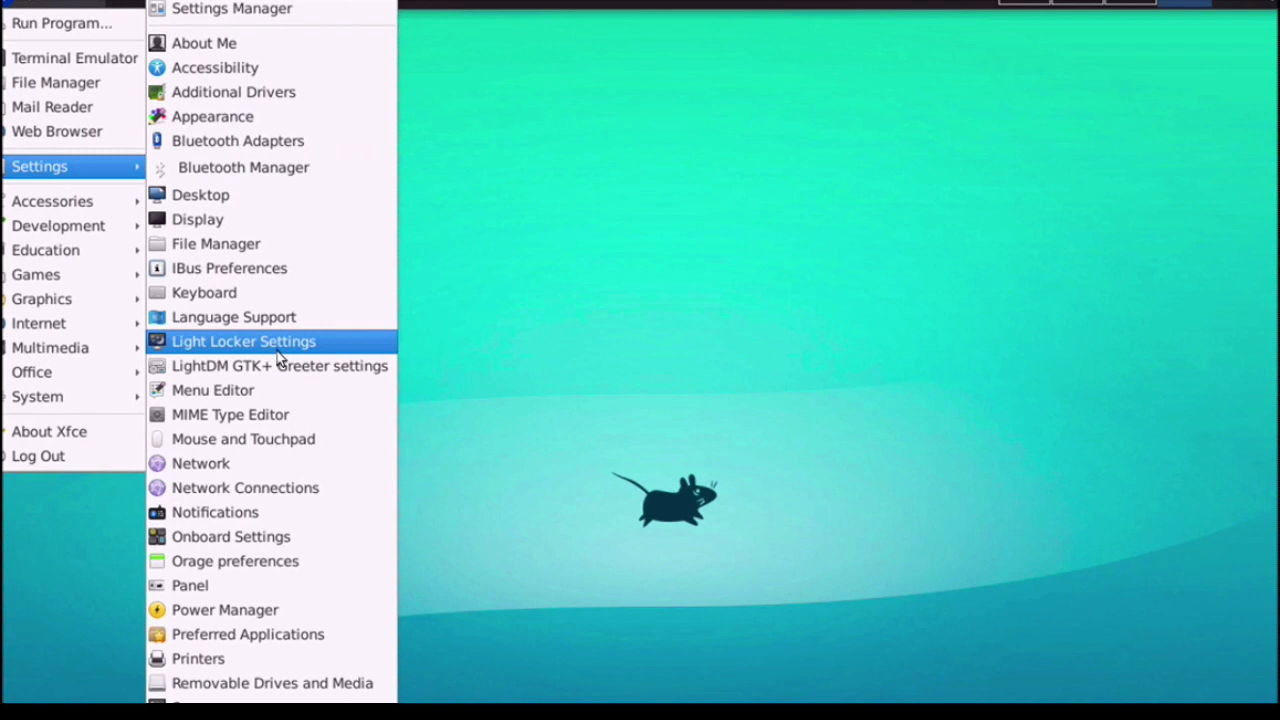 Run Program...
Terminal Emulator
File Manager
Mail Reader
Web Browser
Settings
Accessories
Development
Education
Games
Graphics
Internet
Multimedia
Office
System
About Xfce
Log Out
Settings Manager
About Me
Accessibility
Additional Drivers
Appearance
Bluetooth Adapters
Bluetooth Manager
Desktop
Display
File Manager
IBus Preferences
Keyboard
Language Support
Light Locker Settings
LightDM GTK+ Greeter settings
Menu Editor
MIME Type Editor
Mouse and Touchpad
Network
Network Connections
Notifications
Onboard Settings
Orage preferences
Panel
Power Manager
Preferred Applications
Printers
Removable Drives and Media